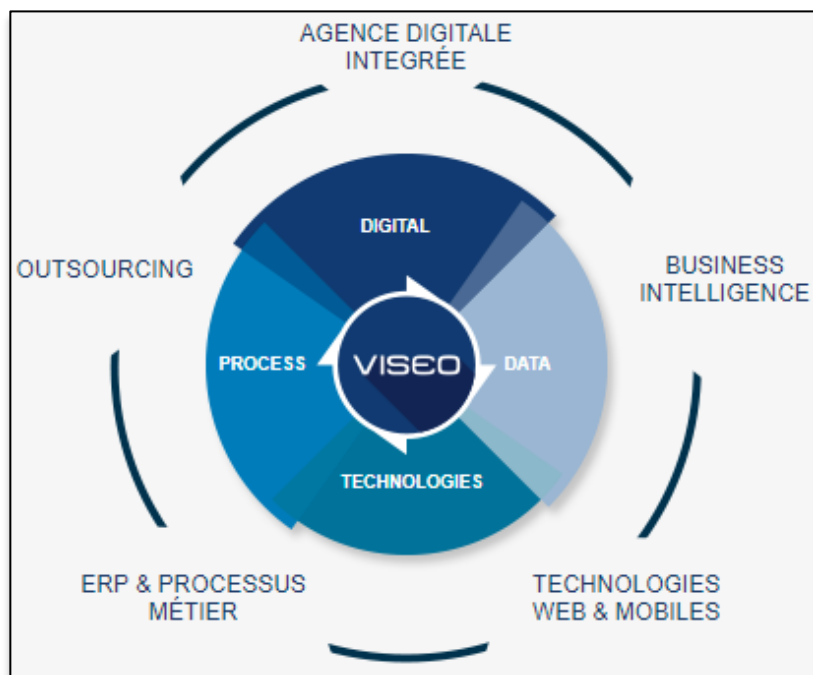 AGENCE DIGITALE
INTEGRÉE
DIGITAL
OUTSOURCING
BUSINESS
INTELLIGENCE
PROCESS
VISEO
DATA
TECHNOLOGIES
ERP & PROCESSUS
MÉTIER
TECHNOLOGIES
WEB & MOBILES